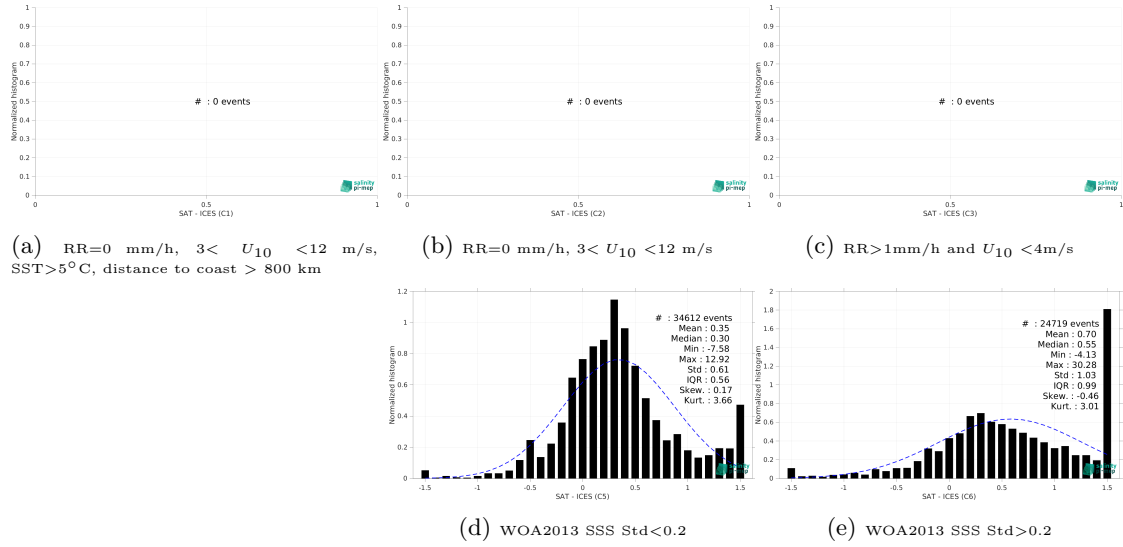 1
0.9
0.8
0.7
0.6
0.5
0.4
0.3
0.2
0.1
0
Normalized histogram
# : 0 events
salinity
pi-mep
0 0.5 1
SAT - ICES (C1)
1
0.9
0.8
0.7
0.6
0.5
0.4
0.3
0.2
0.1
0
Normalized histogram
# : 0 events
salinity
pi-mep
0 0.5 1
SAT - ICES (C2)
1
0.9
0.8
0.7
0.6
0.5
0.4
0.3
0.2
0.1
0
Normalized histogram
# : 0 events
salinity
pi-mep
0 0.5 1
SAT - ICES (C3)
(a) RR=0 mm/h, 3< U10 <12 m/s,
SST>5°C, distance to coast > 800 km
(b) RR=0 mm/h, 3< U10 <12 m/s
(c) RR>1mm/h and U10 <4m/s
1.2
1
0.8
0.6
0.4
0.2
0
Normalized histogram
# : 34612 events
Mean : 0.35
Median : 0.30
Min : -7.58
Max : 12.92
Std : 0.61
IQR : 0.56
Skew. : 0.17
Kurt. : 3.66
salinity
pi-mep
-1.5 -1 -0.5 0 0.5 1 1.5
SAT - ICES (C5)
2
1.8
1.6
1.4
1.2
1
0.8
0.6
0.4
0.2
0
Normalized histogram
# : 24719 events
Mean : 0.70
Median : 0.55
Min : -4.13
Max : 30.28
Std : 1.03
IQR : 0.99
Skew. : -0.46
Kurt. : 3.01
salinity
pi-mep
-1.5 -1 -0.5 0 0.5 1 1.5
SAT - ICES (C6)
(d) WOA2013 SSS Std<0.2
(e) WOA2013 SSS Std>0.2